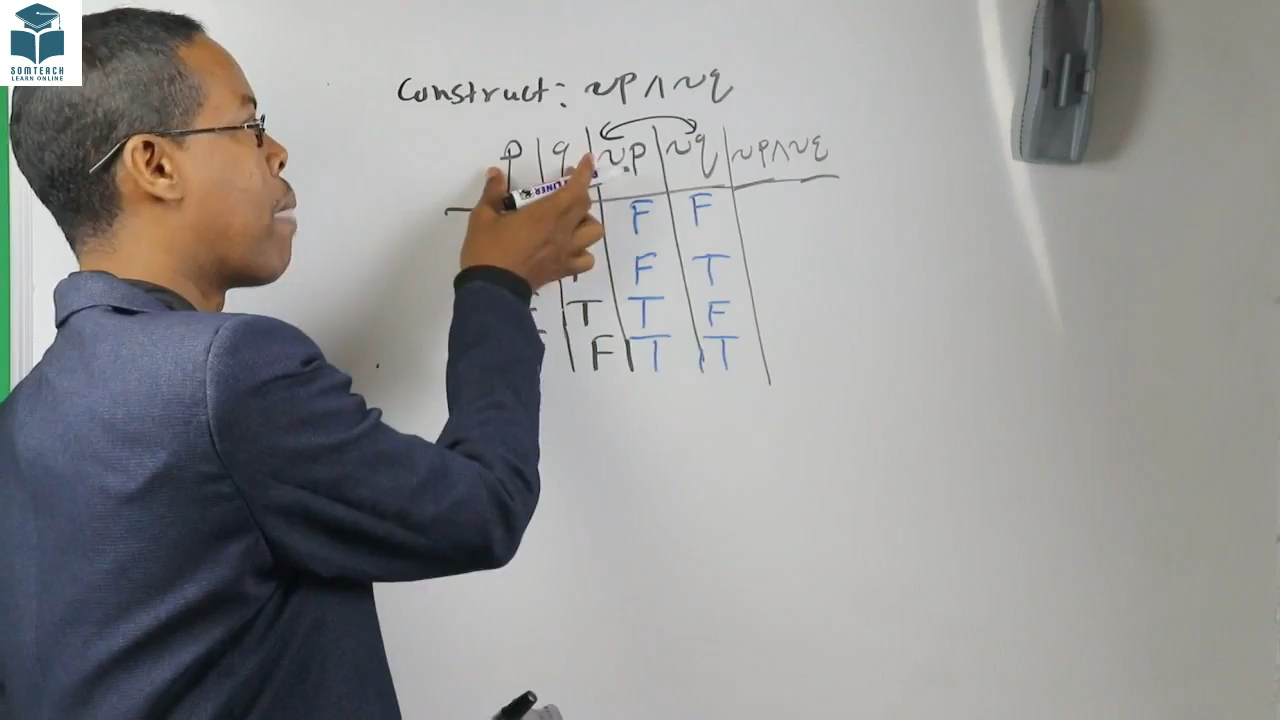 SOMTEACH
LEARN ONLINE
Construct: ~p ∧ ~q
p q ~p ~q ~p∧~q
LINER
F F
F T
T T F
F T T